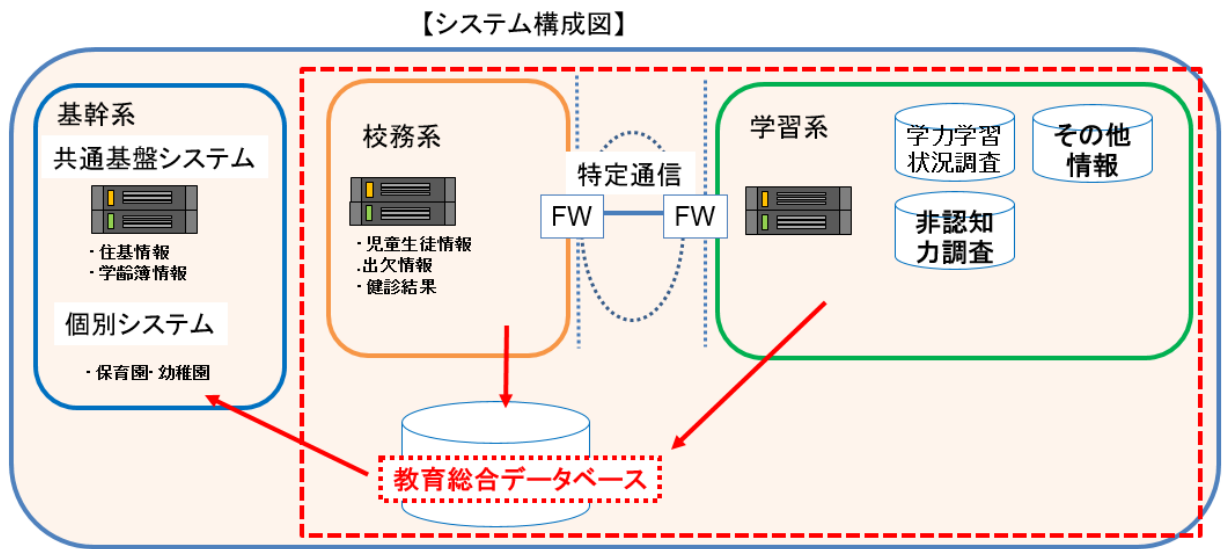 【システム構成図】
基幹系
共通基盤システム
・住基情報
・学齢簿情報
個別システム
・保育園・幼稚園
校務系
・児童生徒情報
.出欠情報
・健診結果
特定通信
FW
FW
学習系
学力学習
状況調査
その他
情報
非認知
力調査
教育総合データベース